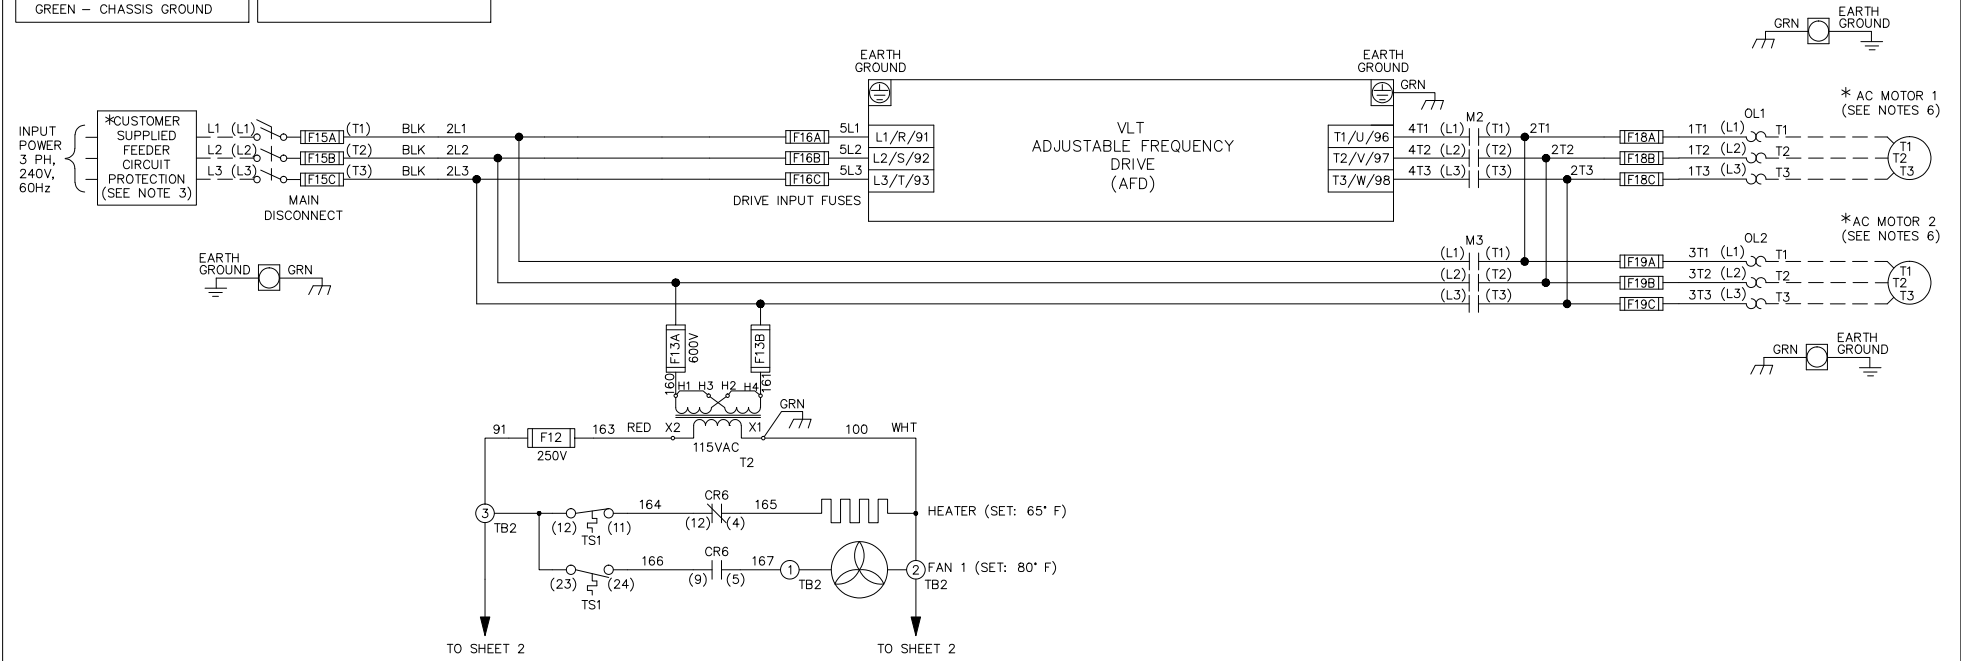 GREEN – CHASSIS GROUND
GRN
EARTH
GROUND
INPUT
POWER
3 PH,
240V,
60Hz
*CUSTOMER
SUPPLIED
FEEDER
CIRCUIT
PROTECTION
(SEE NOTE 3)
L1 (L1) F15A (T1) BLK 2L1
L2 (L2) F15B (T2) BLK 2L2
L3 (L3) F15C (T3) BLK 2L3
MAIN
DISCONNECT
F16A 5L1
F16B 5L2
F16C 5L3
DRIVE INPUT FUSES
EARTH
GROUND
L1/R/91
L2/S/92
L3/T/93
VLT
ADJUSTABLE FREQUENCY
DRIVE
(AFD)
EARTH
GROUND
GRN
T1/U/96
T2/V/97
T3/W/98
M2
4T1 (L1) (T1) 2T1
4T2 (L2) (T2) 2T2
4T3 (L3) (T3) 2T3
OL1
F18A 1T1 (L1) T1
F18B 1T2 (L2) T2
F18C 1T3 (L3) T3
* AC MOTOR 1
(SEE NOTES 6)
T1
T2
T3
M3
(L1) (T1)
(L2) (T2)
(L3) (T3)
OL2
F19A 3T1 (L1) T1
F19B 3T2 (L2) T2
F19C 3T3 (L3) T3
*AC MOTOR 2
(SEE NOTES 6)
T1
T2
T3
EARTH
GROUND GRN
GRN
EARTH
GROUND
F13A
600V
F13B
160
161
H1 H3 H2 H4
GRN
91 F12 163 RED X2 X1 100 WHT
250V
115VAC
T2
3
TB2
(12) (11) 164 CR6 (12) (4) 165
TS1
HEATER (SET: 65° F)
(23) (24) 166 CR6 (9) (5) 167 1
TS1
TB2
2
FAN 1 (SET: 80° F)
TB2
TO SHEET 2
TO SHEET 2